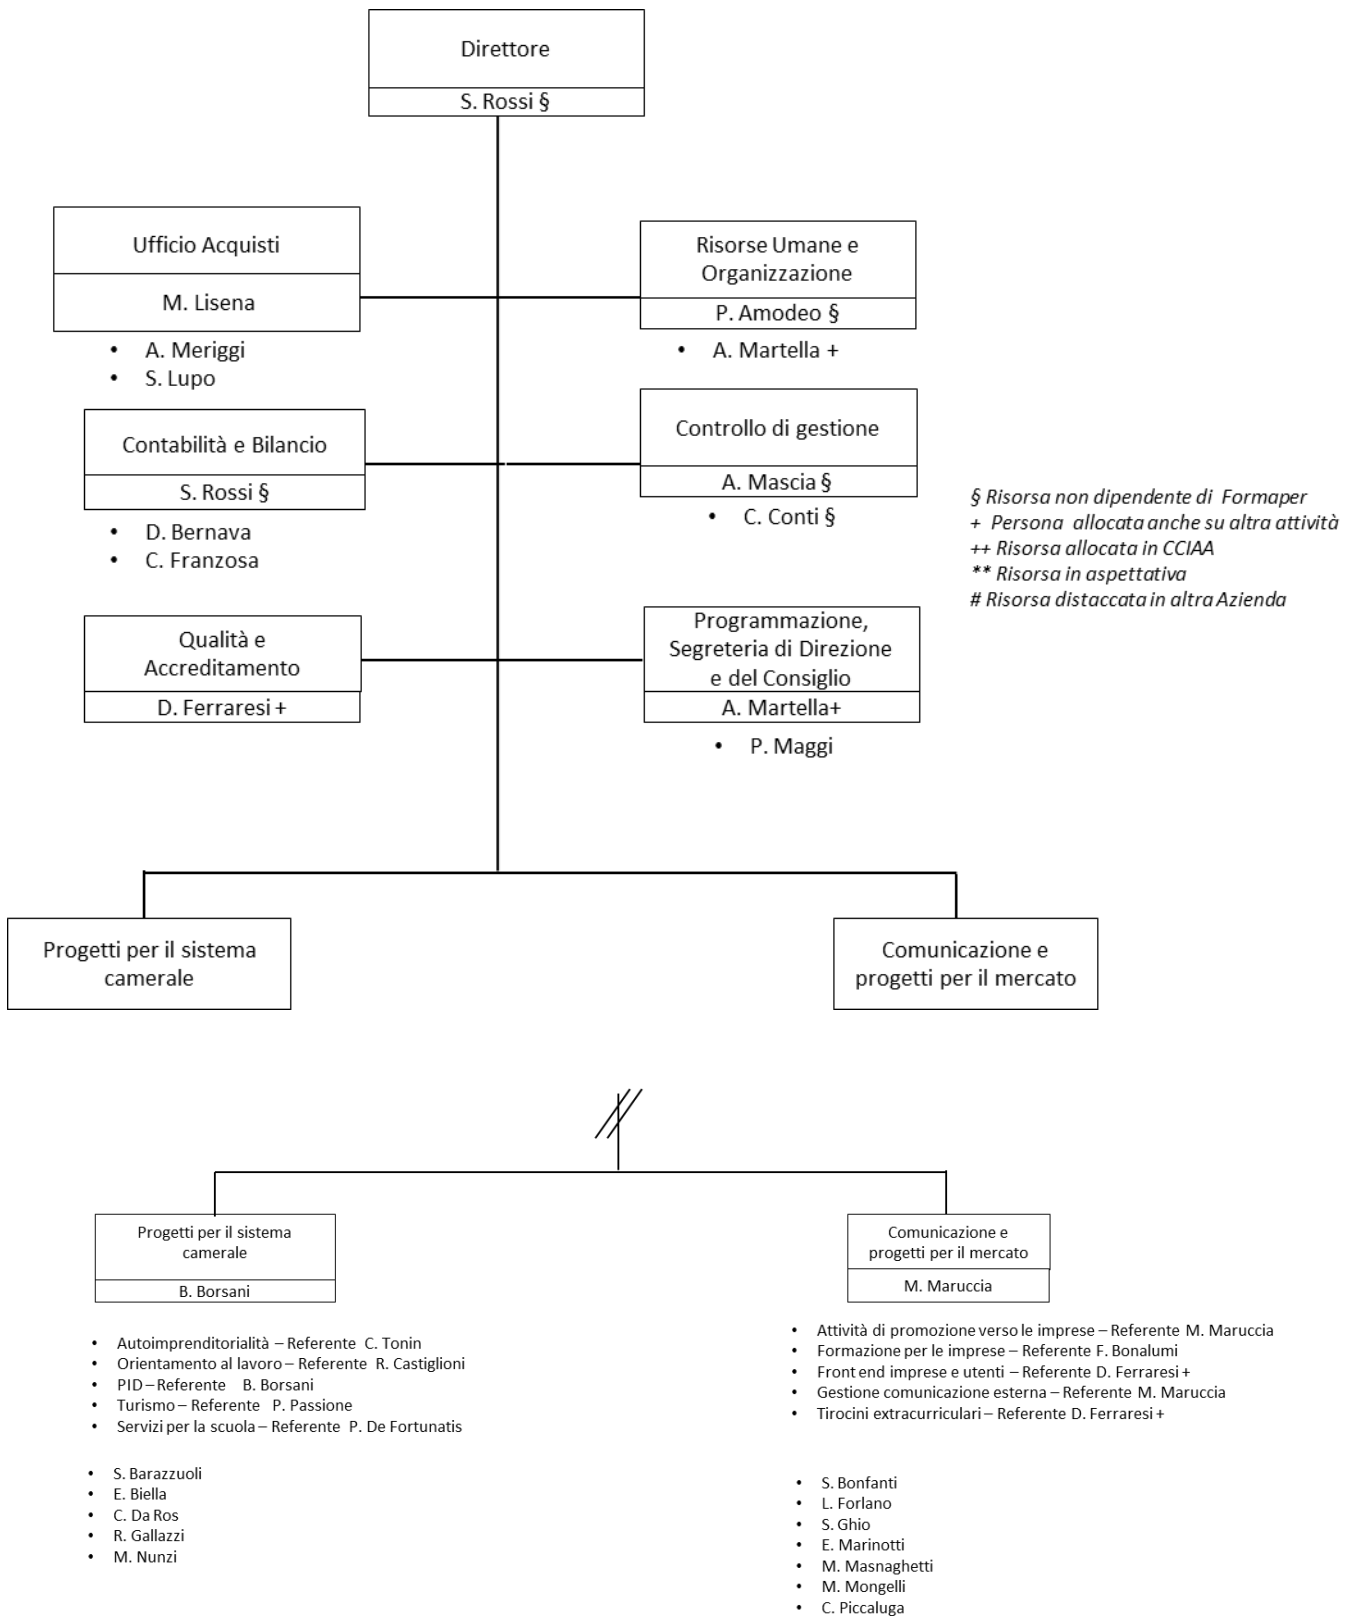 Direttore
S. Rossi §
Ufficio Acquisti
M. Lisena
• A. Meriggi
• S. Lupo
Risorse Umane e
Organizzazione
P. Amodeo §
• A. Martella +
Contabilità e Bilancio
S. Rossi §
• D. Bernava
• C. Franzosa
Controllo di gestione
A. Mascia §
• C. Conti §
§ Risorsa non dipendente di Formaper
+ Persona allocata anche su altra attività
++ Risorsa allocata in CCIAA
** Risorsa in aspettativa
# Risorsa distaccata in altra Azienda
Qualità e
Accreditamento
D. Ferraresi +
Programmazione,
Segreteria di Direzione
e del Consiglio
A. Martella+
• P. Maggi
Progetti per il sistema
camerale
Comunicazione e
progetti per il mercato
Progetti per il sistema
camerale
B. Borsani
• Autoimprenditorialità – Referente C. Tonin
• Orientamento al lavoro – Referente R. Castiglioni
• PID – Referente B. Borsani
• Turismo – Referente P. Passione
• Servizi per la scuola – Referente P. De Fortunatis
• S. Barazzuoli
• E. Biella
• C. Da Ros
• R. Gallazzi
• M. Nunzi
Comunicazione e
progetti per il mercato
M. Maruccia
• Attività di promozione verso le imprese – Referente M. Maruccia
• Formazione per le imprese – Referente F. Bonalumi
• Front end imprese e utenti – Referente D. Ferraresi +
• Gestione comunicazione esterna – Referente M. Maruccia
• Tirocini extracurriculari – Referente D. Ferraresi +
• S. Bonfanti
• L. Forlano
• S. Ghio
• E. Marinotti
• M. Masnaghetti
• M. Mongelli
• C. Piccaluga